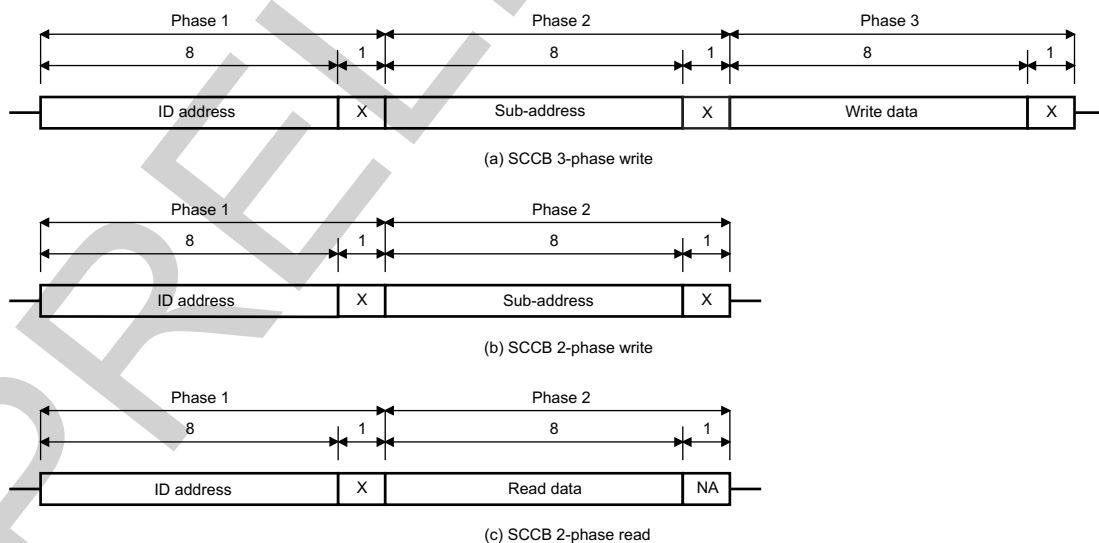 Phase 1 Phase 2 Phase 3
8 1 8 1 8 1
ID address X Sub-address X Write data X
(a) SCCB 3-phase write
Phase 1 Phase 2
8 1 8 1
ID address X Sub-address X
(b) SCCB 2-phase write
Phase 1 Phase 2
8 1 8 1
ID address X Read data NA
(c) SCCB 2-phase read
PREL